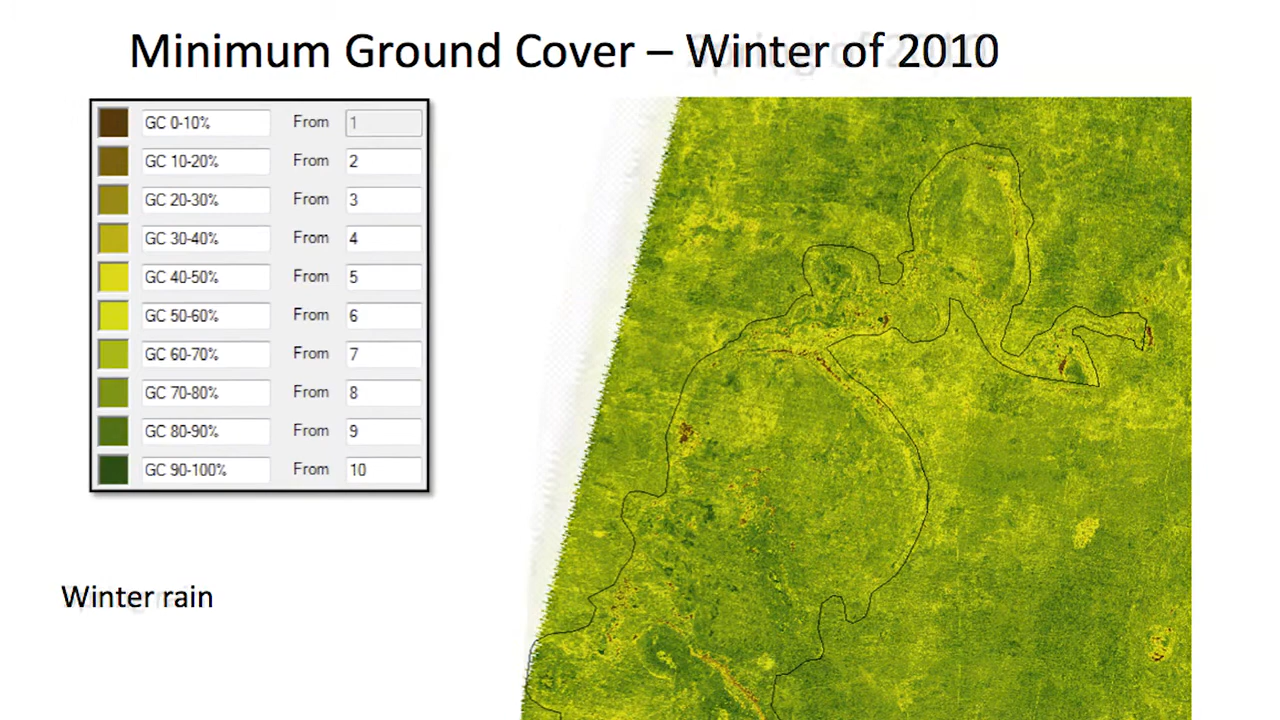 Minimum Ground Cover – Winter of 2010
GC 0-10% From 1
GC 10-20% From 2
GC 20-30% From 3
GC 30-40% From 4
GC 40-50% From 5
GC 50-60% From 6
GC 60-70% From 7
GC 70-80% From 8
GC 80-90% From 9
GC 90-100% From 10
Winter rain